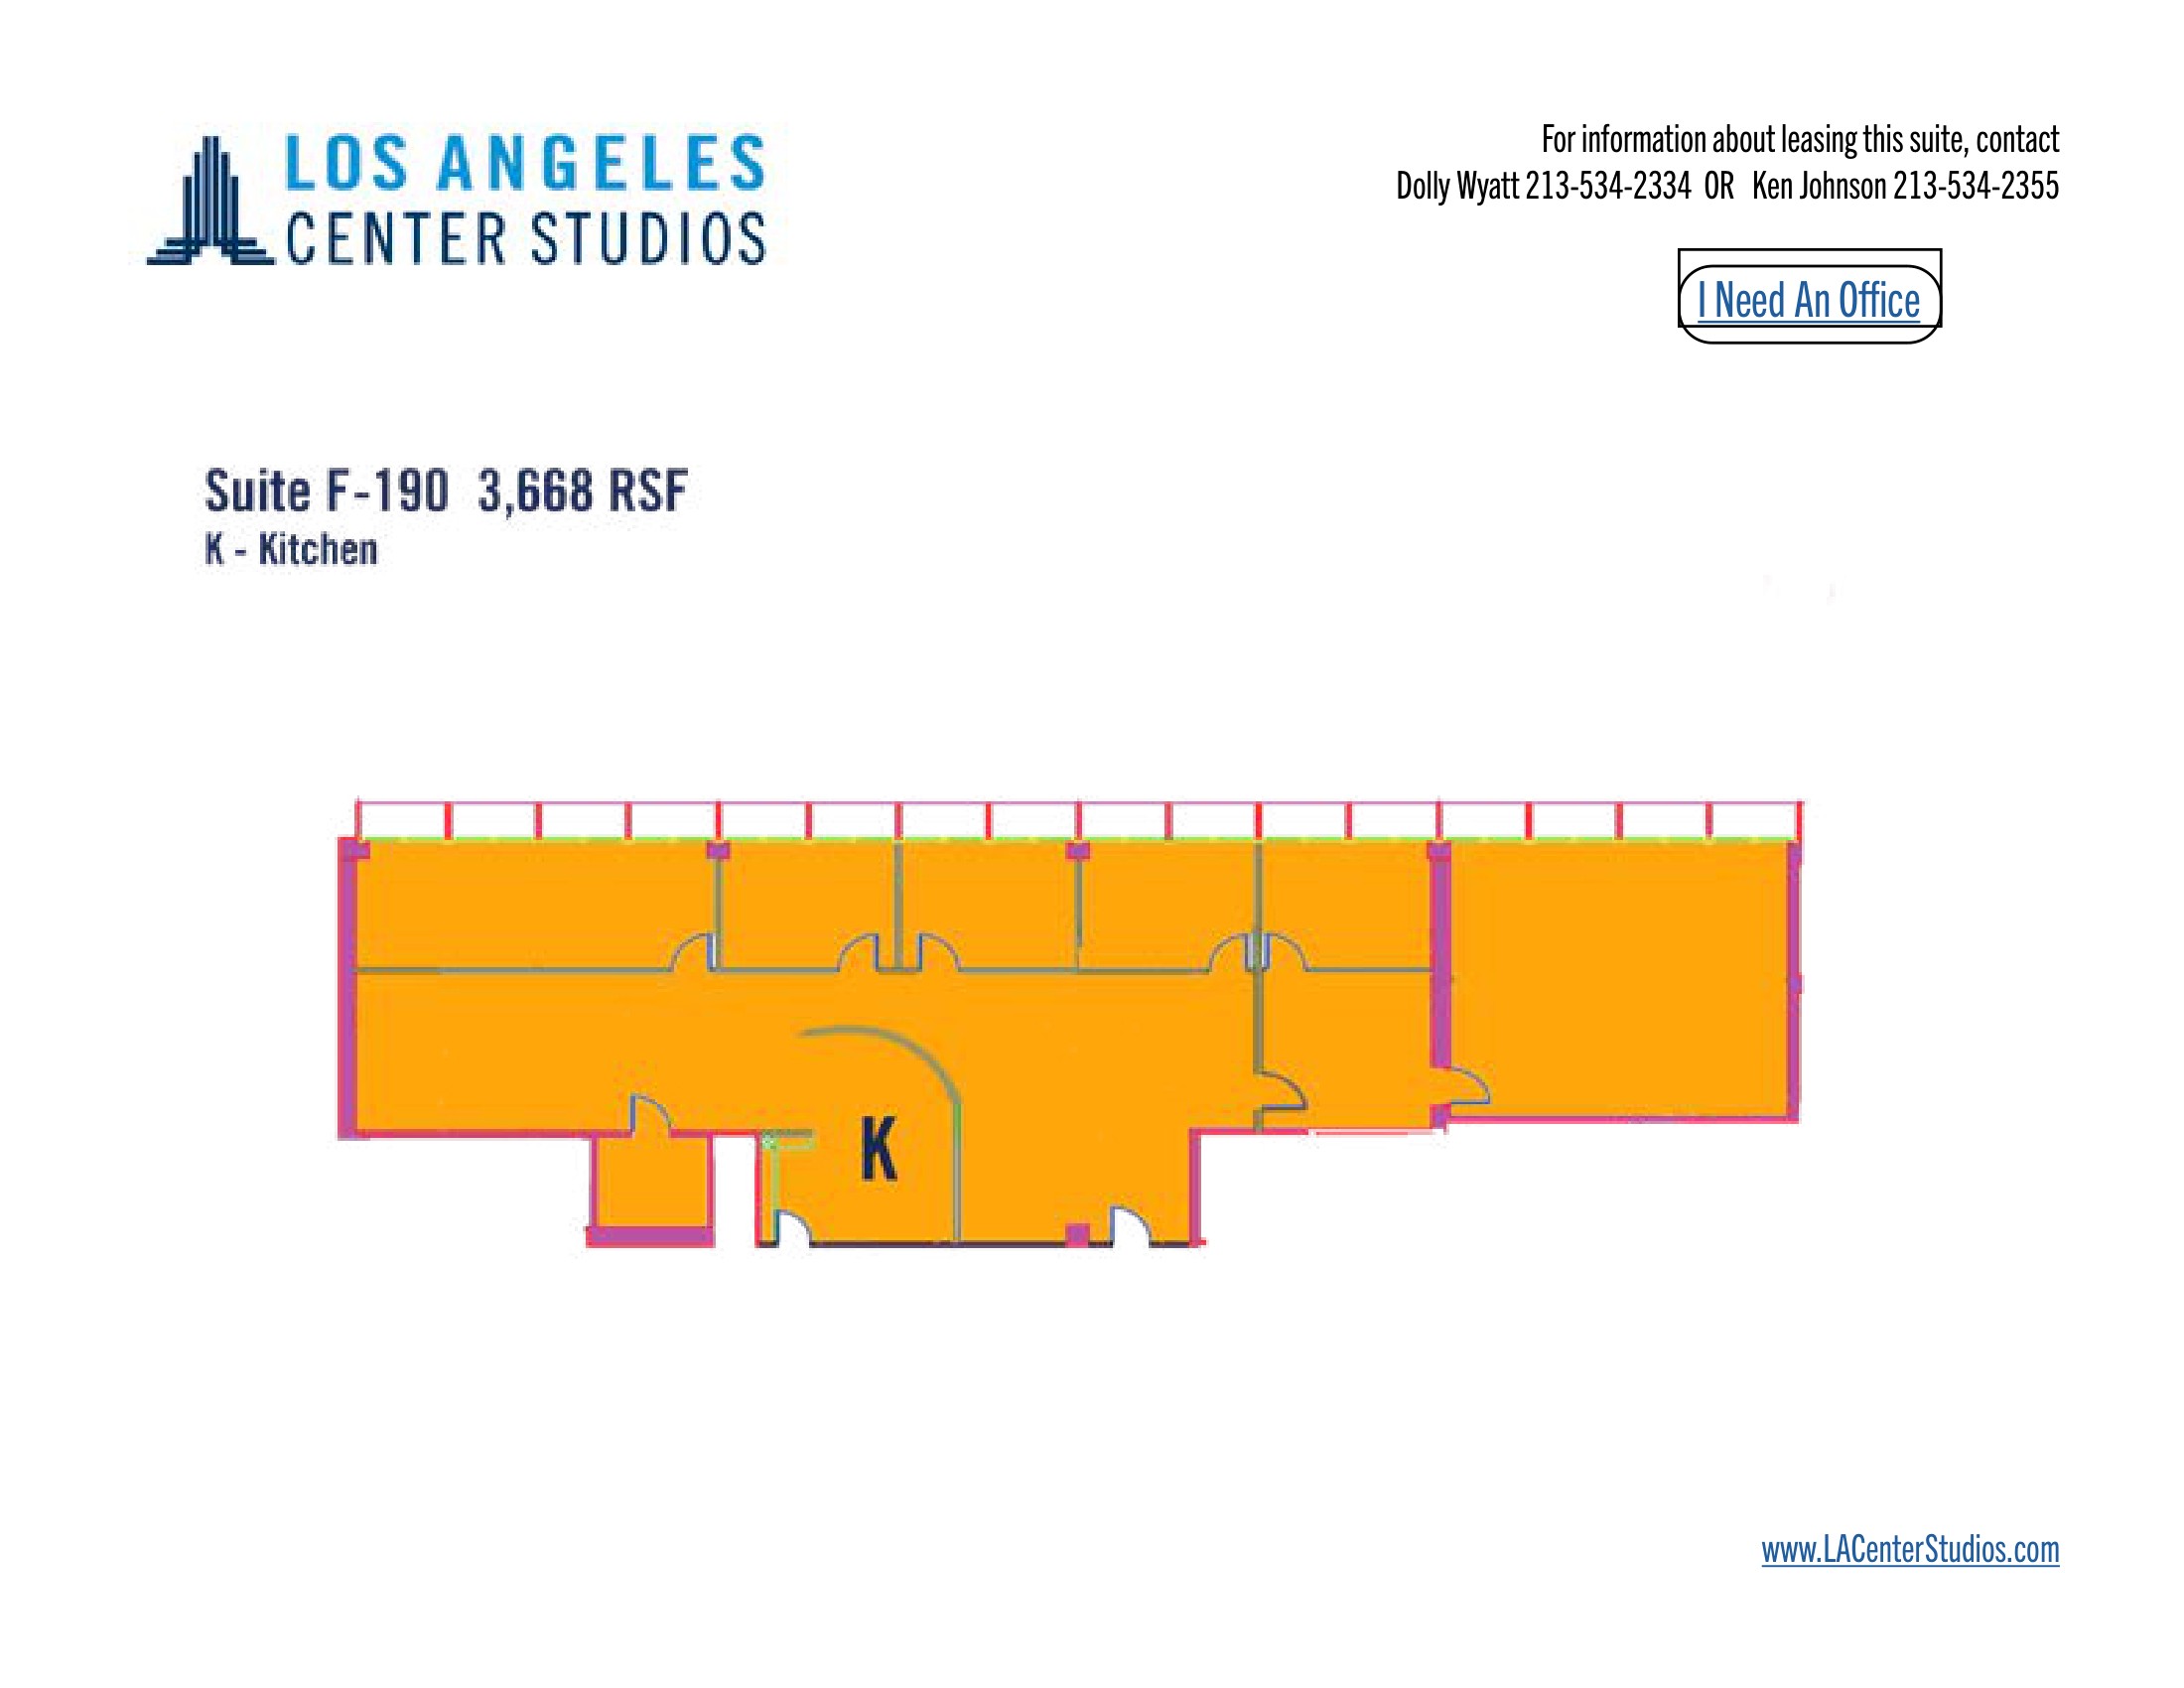 LOS ANGELES
CENTER STUDIOS
For information about leasing this suite, contact
Dolly Wyatt 213-534-2334 OR Ken Johnson 213-534-2355
I Need An Office
Suite F-190 3,668 RSF
K - Kitchen
K
www.LACenterStudios.com